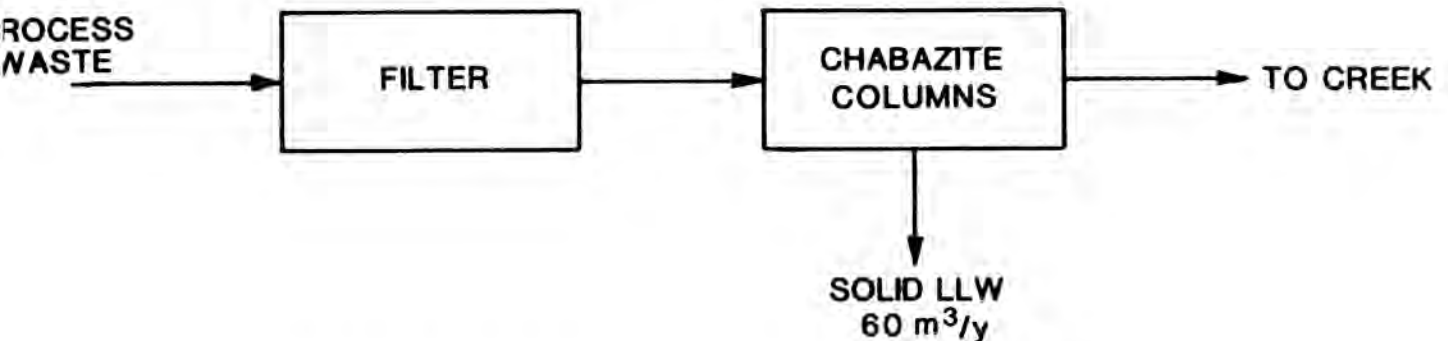 ROCESS
WASTE
FILTER
CHABAZITE
COLUMNS
TO CREEK
SOLID LLW
60 m³/y